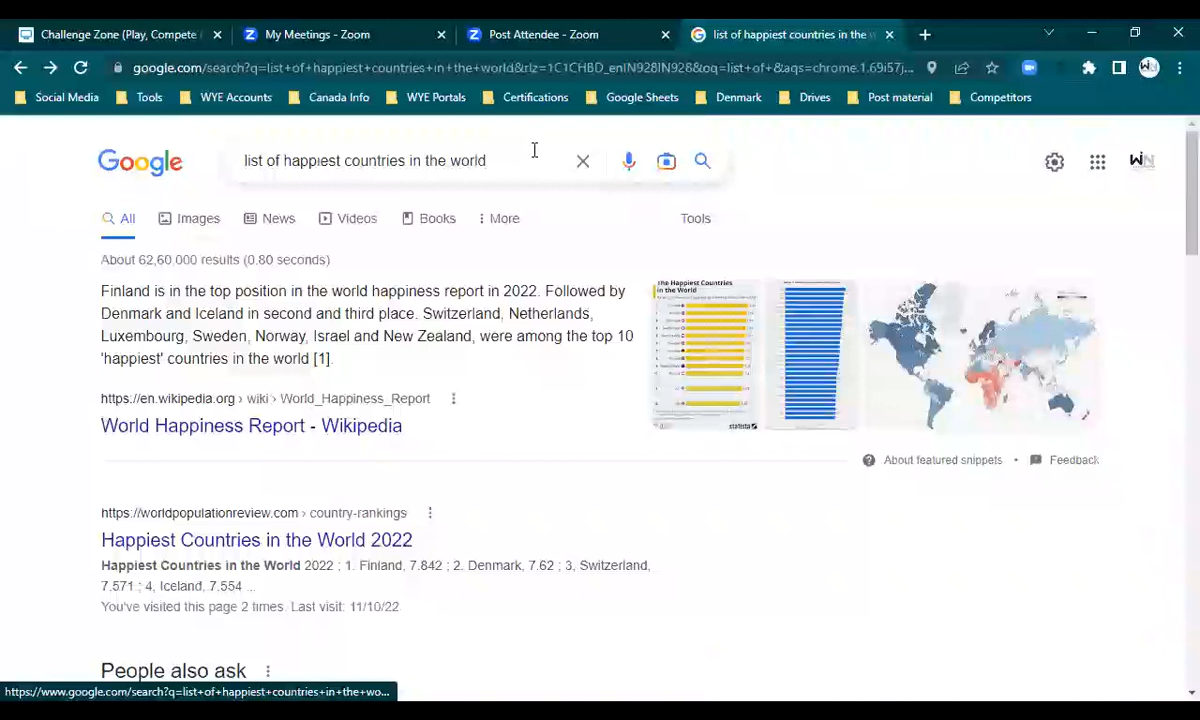 Challenge Zone (Play, Compete
My Meetings - Zoom
Post Attendee - Zoom
list of happiest countries in the w
google.com/search?q=list+of+happiest+countries+in+the+world&rlz=1C1CHBD_enIN928IN928&oq=list+of+&aqs=chrome.1.69i57j...
Social Media
Tools
WYE Accounts
Canada Info
WYE Portals
Certifications
Google Sheets
Denmark
Drives
Post material
Competitors
Google
list of happiest countries in the world
WIN
All
Images
News
Videos
Books
More
Tools
About 62,60,000 results (0.80 seconds)
Finland is in the top position in the world happiness report in 2022. Followed by
Denmark and Iceland in second and third place. Switzerland, Netherlands,
Luxembourg, Sweden, Norway, Israel and New Zealand, were among the top 10
'happiest' countries in the world [1].
The Happiest Countries
in the World
statista
https://en.wikipedia.org › wiki › World_Happiness_Report
World Happiness Report - Wikipedia
About featured snippets
•
Feedback
https://worldpopulationreview.com › country-rankings
Happiest Countries in the World 2022
Happiest Countries in the World 2022 ; 1. Finland, 7.842 ; 2. Denmark, 7.62 ; 3, Switzerland,
7.571 ; 4, Iceland, 7.554 ...
You've visited this page 2 times. Last visit: 11/10/22
People also ask
https://www.google.com/search?q=list+of+happiest+countries+in+the+wo...